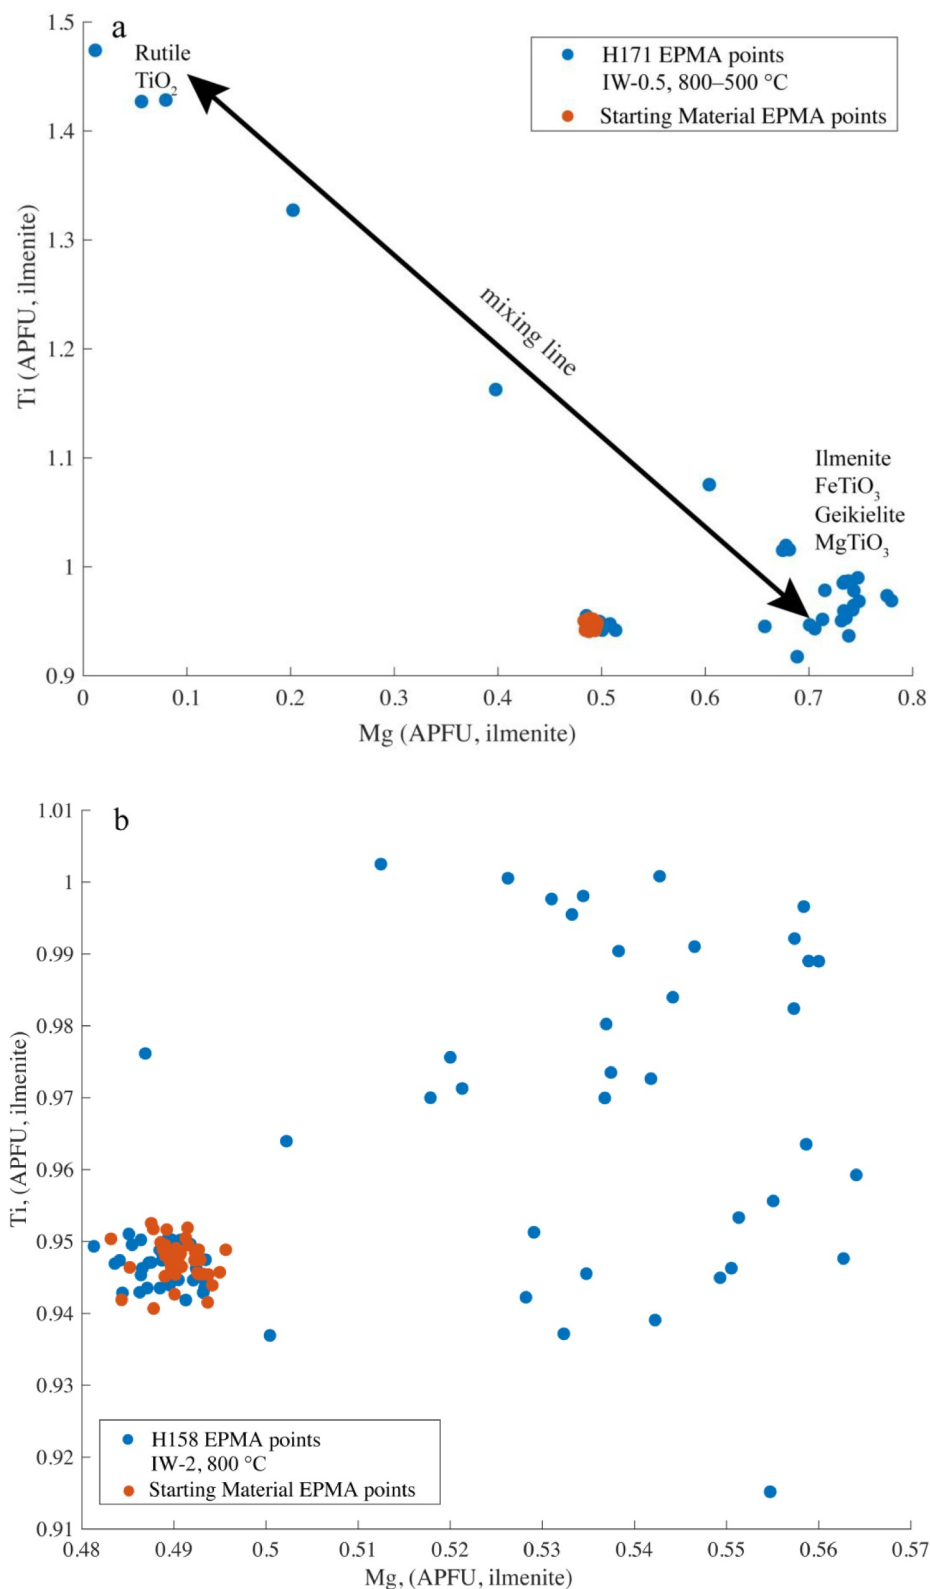 a
1.5
1.4
1.3
1.2
1.1
1
0.9
Ti (APFU, ilmenite)
Rutile
TiO2
H171 EPMA points
IW-0.5, 800–500 °C
Starting Material EPMA points
mixing line
Ilmenite
FeTiO3
Geikielite
MgTiO3
0 0.1 0.2 0.3 0.4 0.5 0.6 0.7 0.8
Mg (APFU, ilmenite)
b
1.01
1
0.99
0.98
0.97
0.96
0.95
0.94
0.93
0.92
0.91
Ti, (APFU, ilmenite)
H158 EPMA points
IW-2, 800 °C
Starting Material EPMA points
0.48 0.49 0.5 0.51 0.52 0.53 0.54 0.55 0.56 0.57
Mg, (APFU, ilmenite)